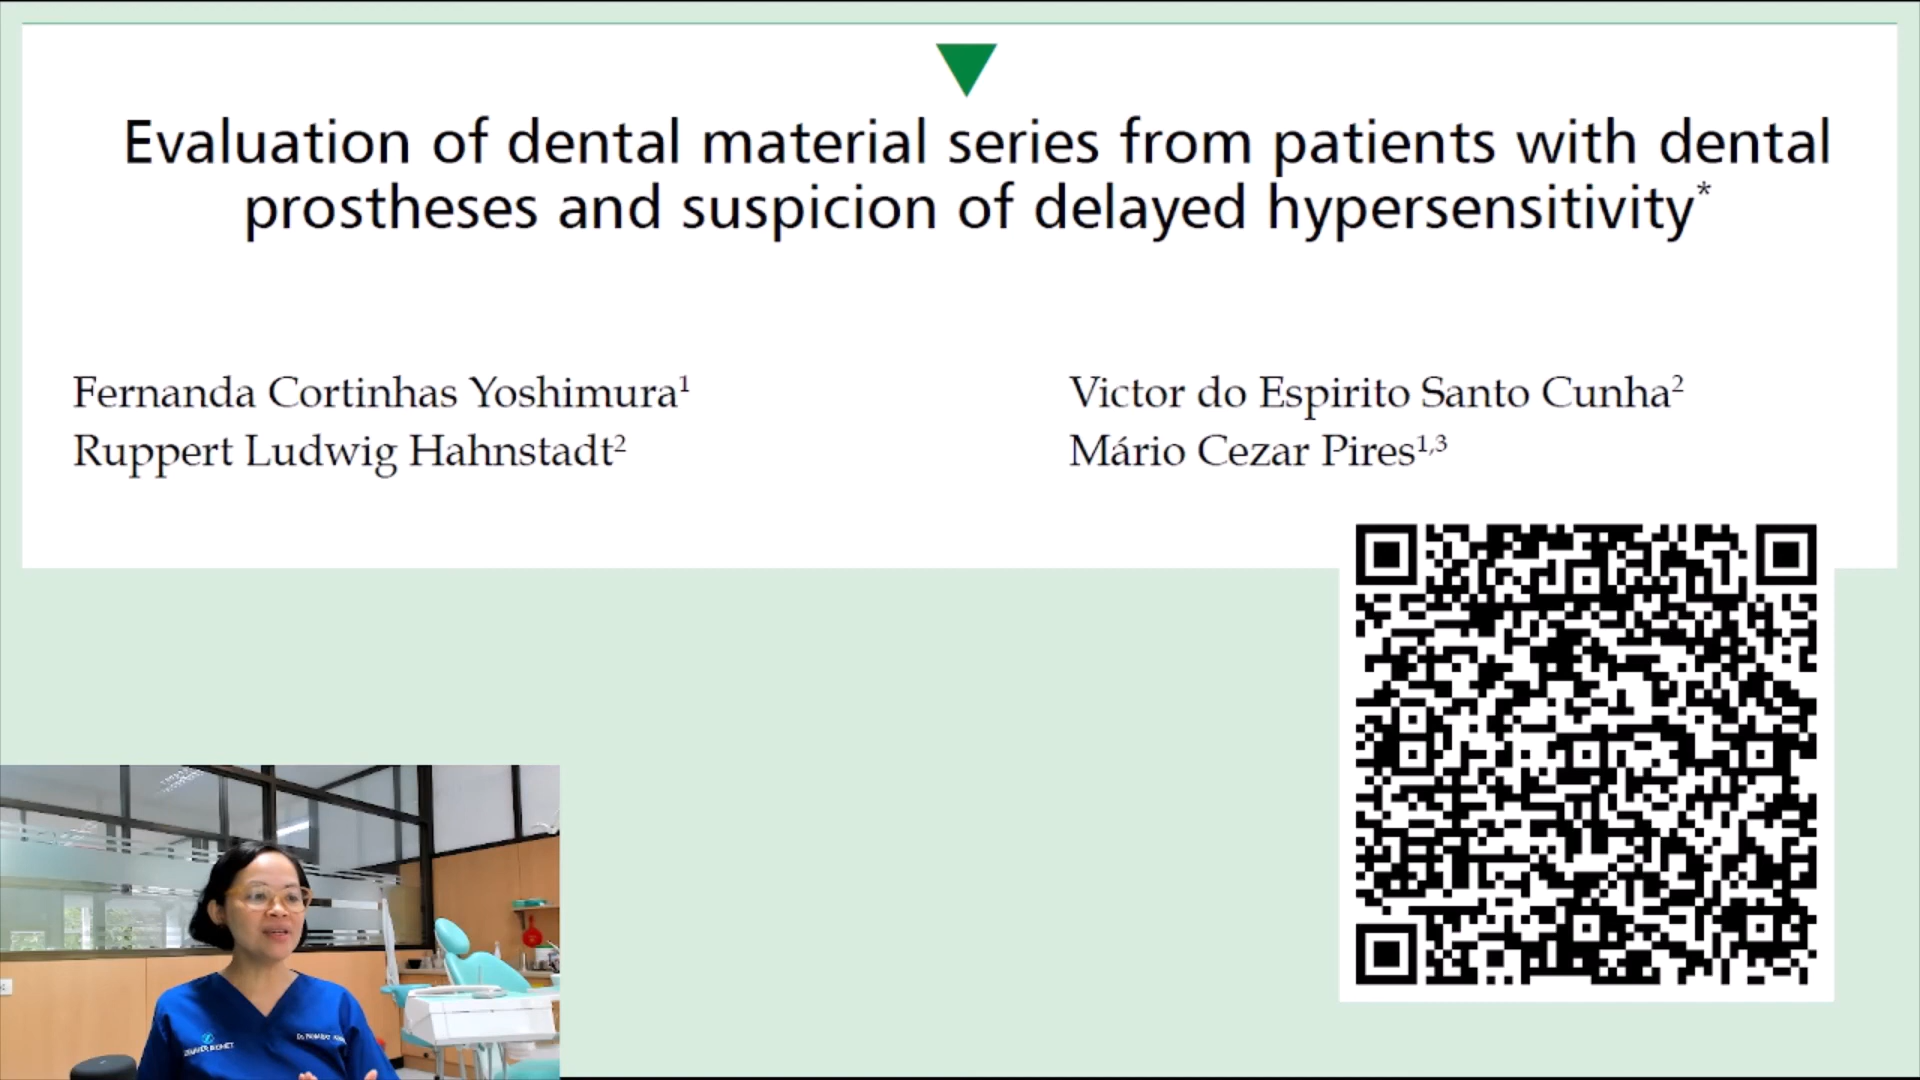 Evaluation of dental material series from patients with dental
prostheses and suspicion of delayed hypersensitivity*
Fernanda Cortinhas Yoshimura1
Victor do Espirito Santo Cunha2
Ruppert Ludwig Hahnstadt2
Mário Cezar Pires1,3